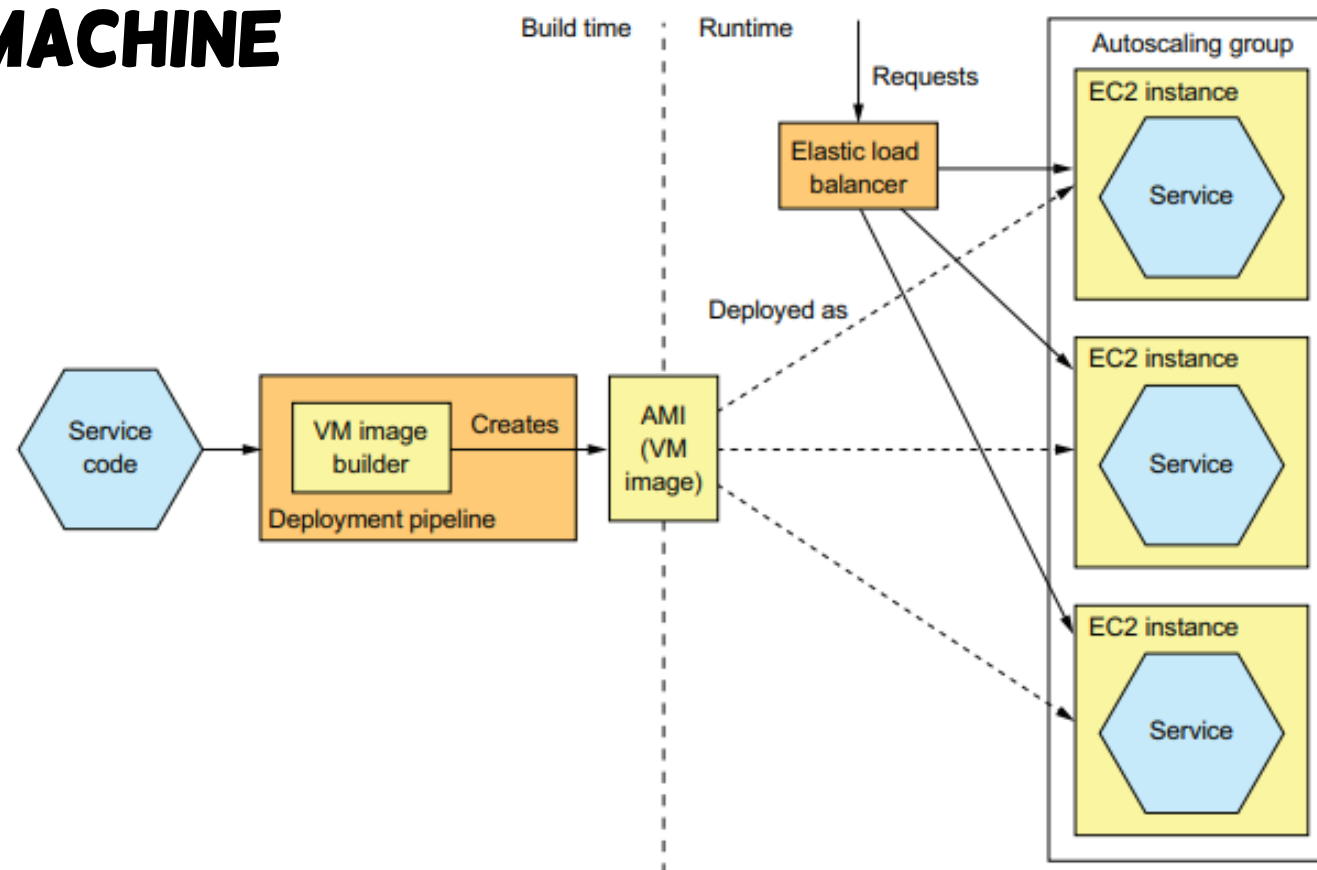 MACHINE
Build time
Runtime
Requests
Elastic load
balancer
Autoscaling group
EC2 instance
Service
Deployed as
EC2 instance
Service
Service
code
VM image
builder
Creates
Deployment pipeline
AMI
(VM
image)
EC2 instance
Service